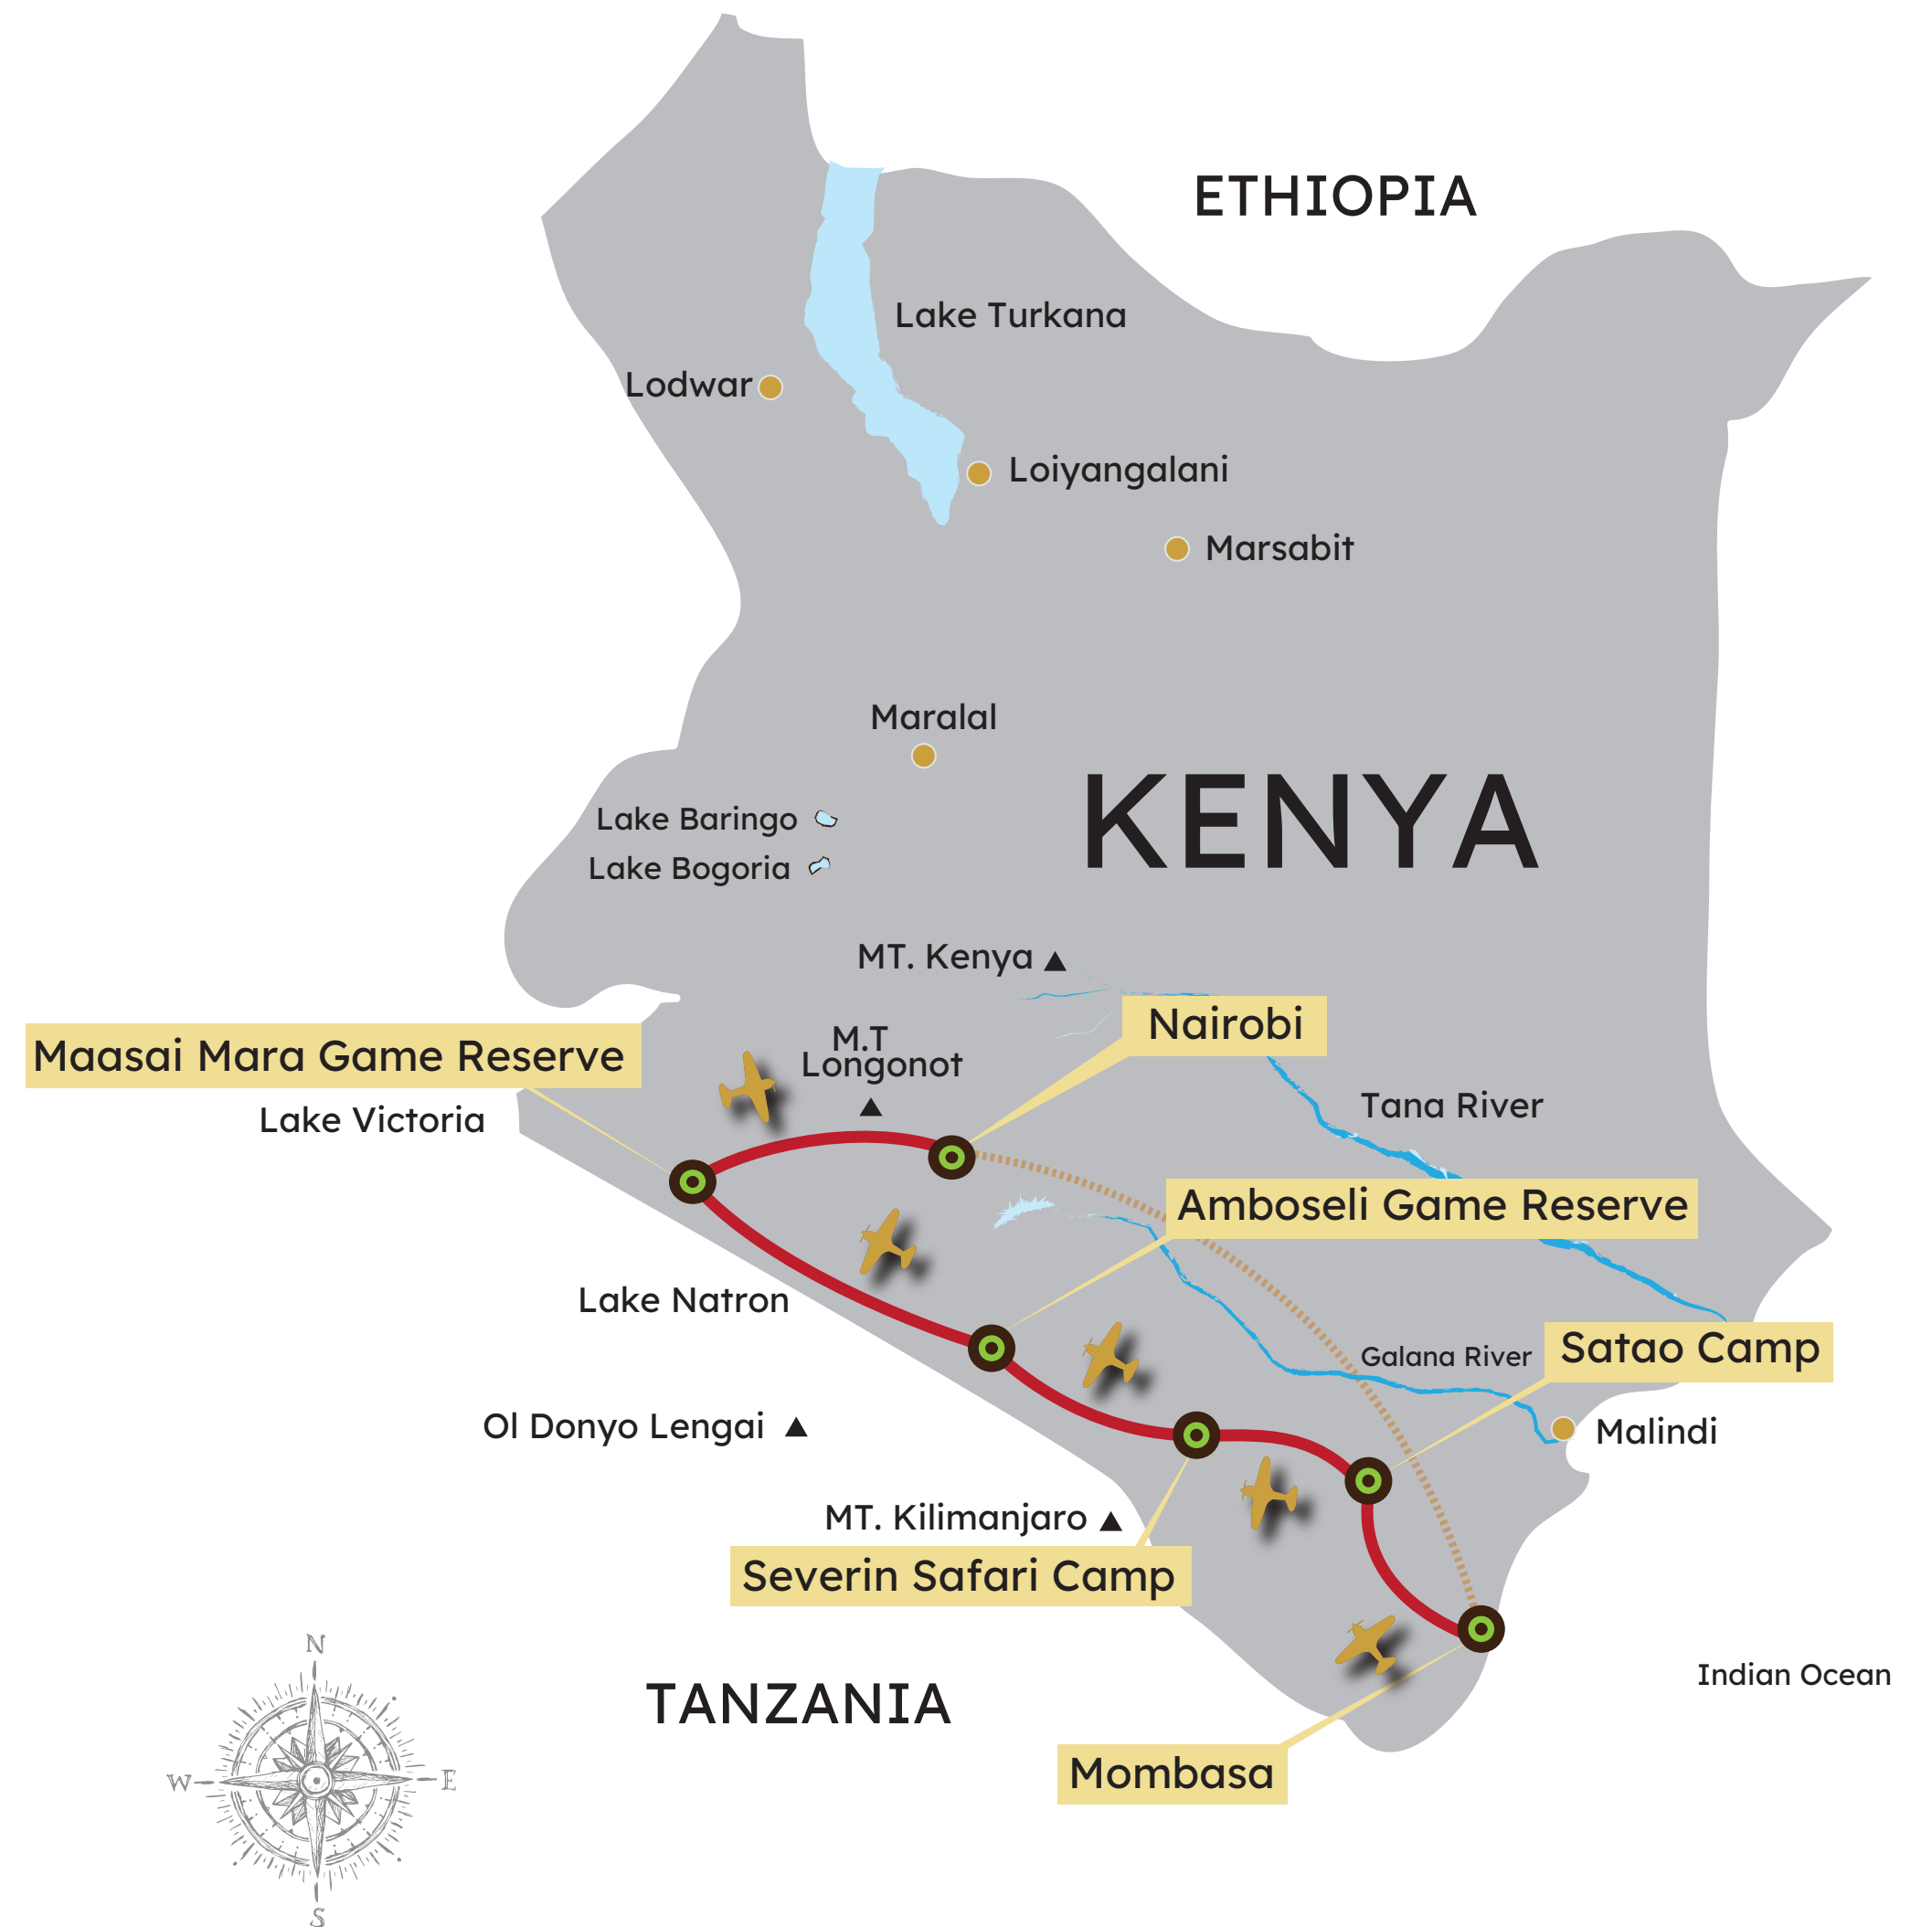 ETHIOPIA
Lake Turkana
Lodwar
Loiyangalani
Marsabit
Maralal
KENYA
Lake Baringo
Lake Bogoria
MT. Kenya
Nairobi
M.T
Longonot
Maasai Mara Game Reserve
Lake Victoria
Tana River
Amboseli Game Reserve
Lake Natron
Galana River
Satao Camp
Ol Donyo Lengai
Malindi
MT. Kilimanjaro
Severin Safari Camp
N
Indian Ocean
TANZANIA
Mombasa
W
E
S